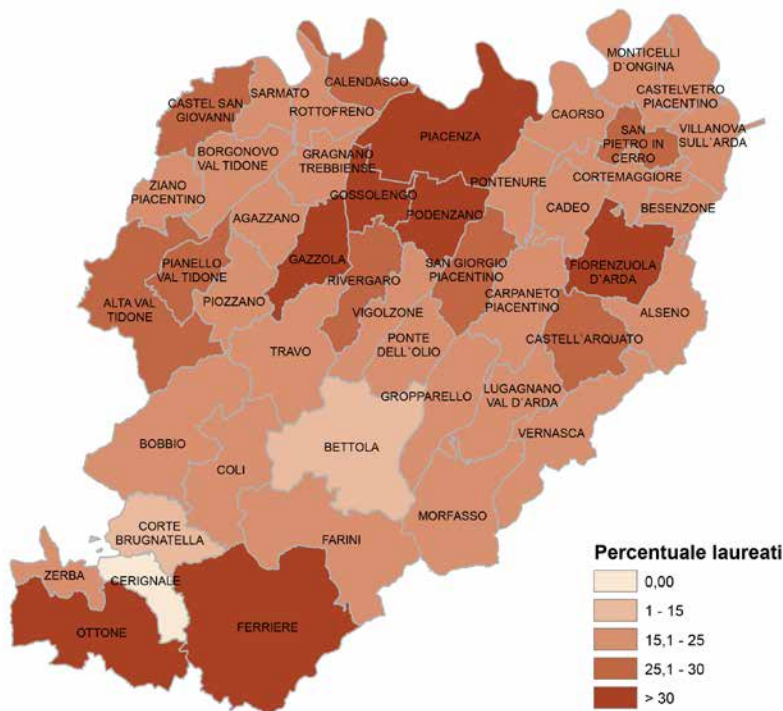 MONTICELLI
D`ONGINA
CALENDASCO
SARMATO
CASTELVETRO
PIACENTINO
CASTEL SAN
GIOVANNI
ROTTOFRENO
CAORSO
PIACENZA
SAN
PIETRO IN
CERRO
VILLANOVA
SULL`ARDA
BORGONOVO
VAL TIDONE
GRAGNANO
TREBBIENSE
ZIANO
PIACENTINO
PONTENURE
CORTEMAGGIORE
GOSSOLENGO
PODENZANO
CADEO
BESENZONE
AGAZZANO
PIANELLO
VAL TIDONE
GAZZOLA
RIVERGARO
SAN GIORGIO
PIACENTINO
FIORENZUOLA
D'ARDA
ALTA VAL
TIDONE
PIOZZANO
CARPANETO
PIACENTINO
VIGOLZONE
ALSENO
TRAVO
PONTE
DELL`OLIO
CASTELL`ARQUATO
GROPPARELLO
LUGAGNANO
VAL D`ARDA
VERNASCA
BOBBIO
BETTOLA
COLI
MORFASSO
CORTE
BRUGNATELLA
FARINI
ZERBA
CERIGNALE
OTTONE
FERRIERE
Percentuale laureati
0,00
1 - 15
15,1 - 25
25,1 - 30
> 30